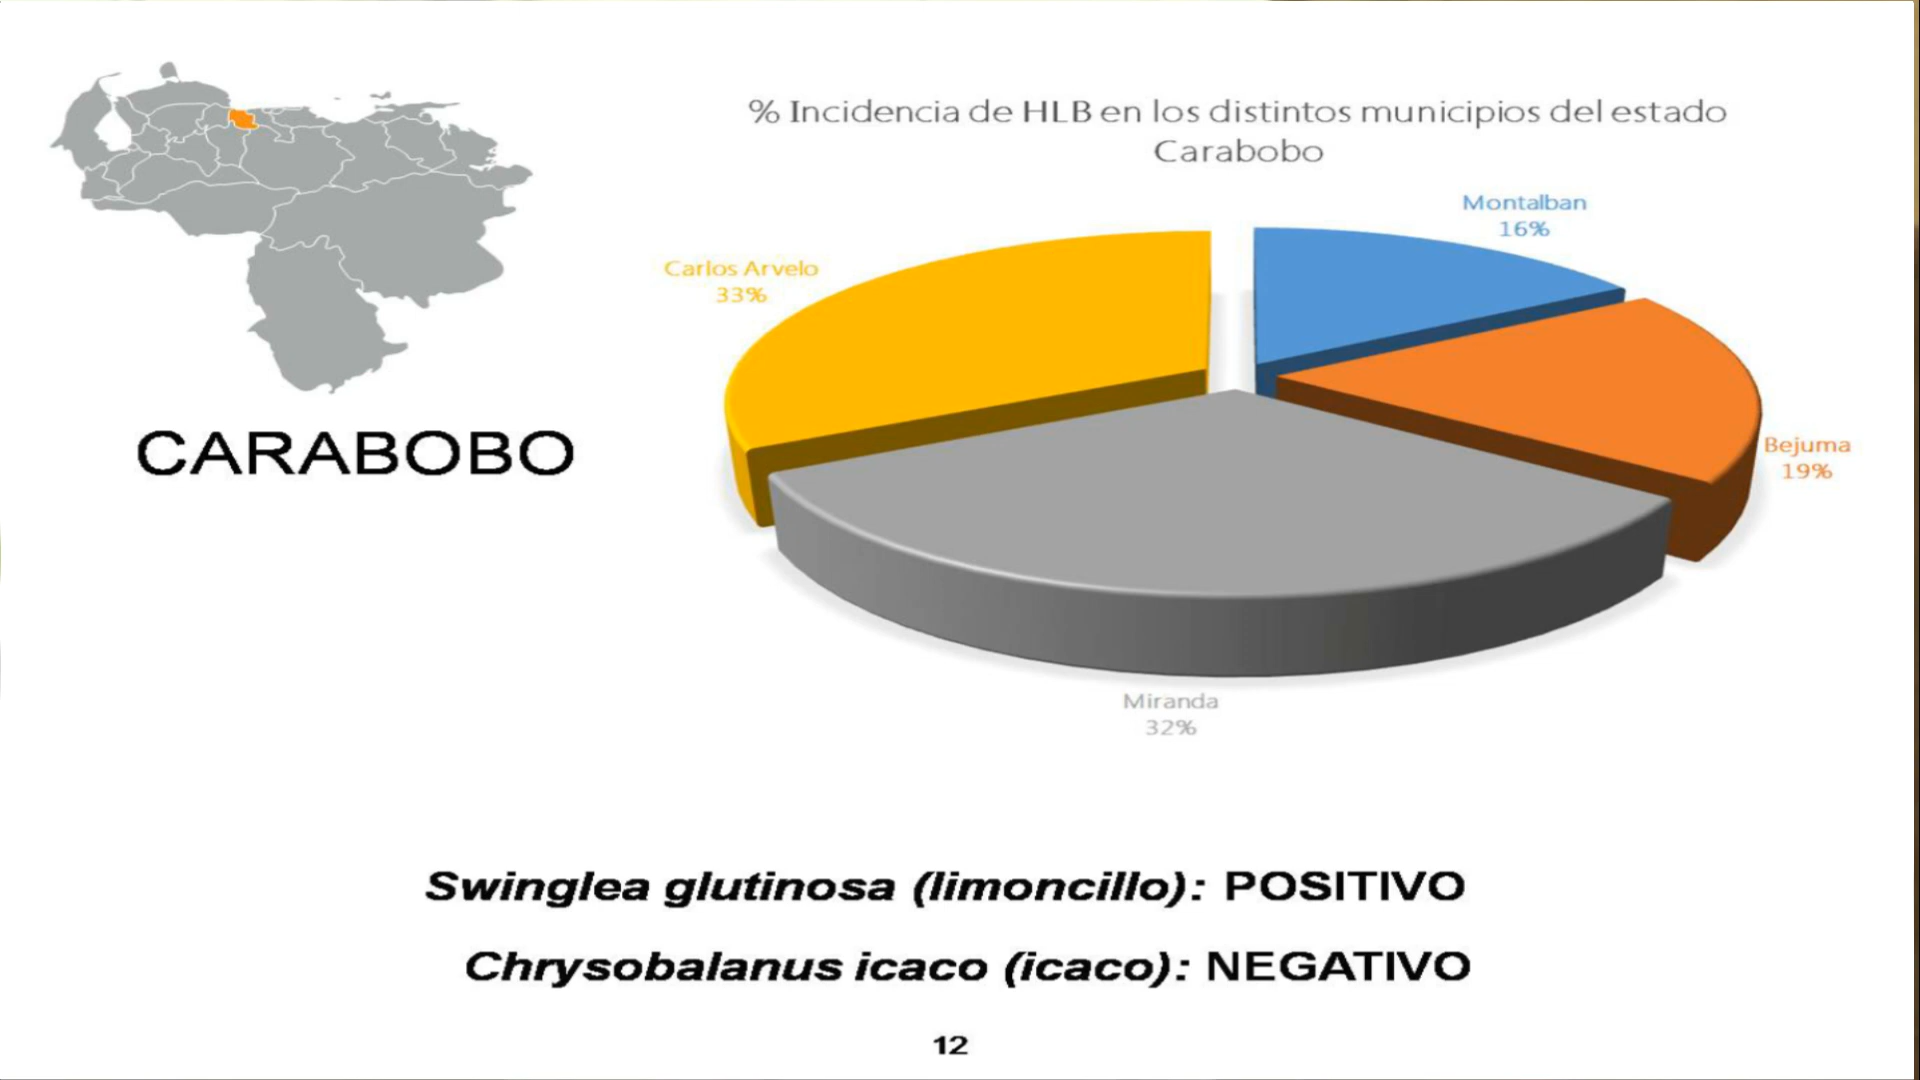 % Incidencia de HLB en los distintos municipios del estado
Carabobo
Montalban
16%
Carlos Arvelo
33%
CARABOBO
Bejuma
19%
Miranda
32%
Swinglea glutinosa (limoncillo): POSITIVO
Chrysobalanus icaco (icaco): NEGATIVO
12